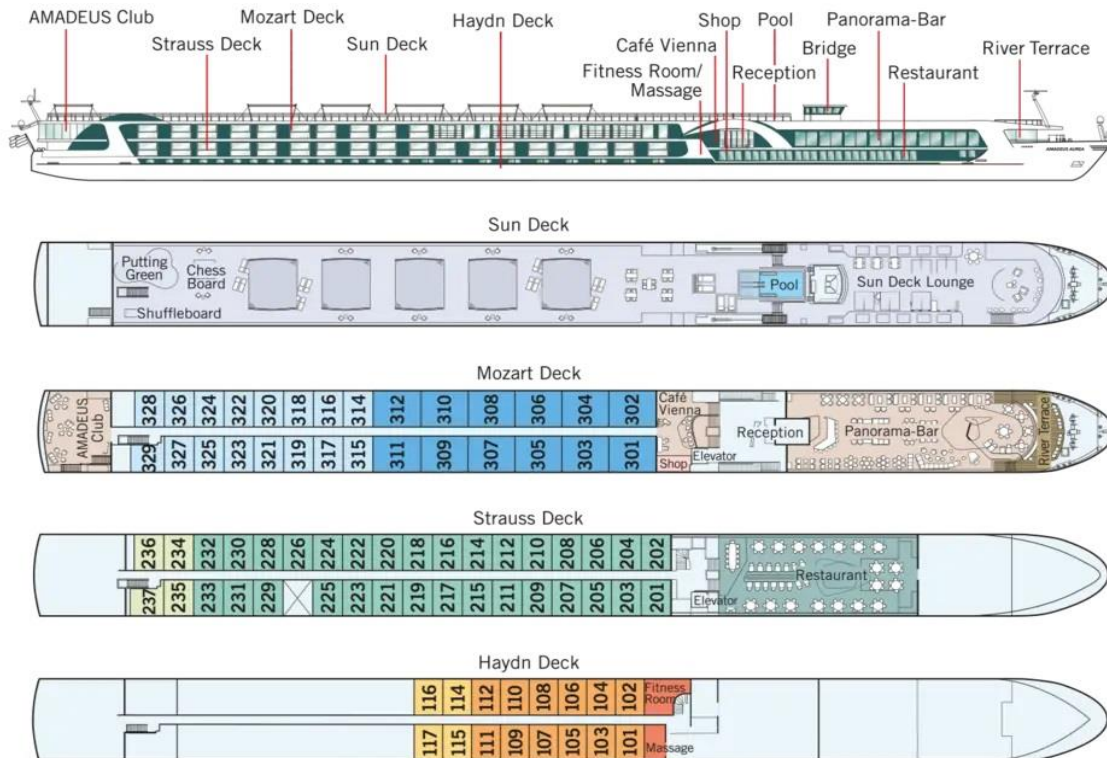 AMADEUS Club
Mozart Deck
Strauss Deck
Sun Deck
Haydn Deck
Shop
Pool
Panorama-Bar
Café Vienna
Bridge
River Terrace
Fitness Room/
Massage
Reception
Restaurant
AMADEUS AUREA
Sun Deck
Putting
Green
Chess
Board
Shuffleboard
Pool
Sun Deck Lounge
Mozart Deck
AMADEUS
Club
328 326 324 322 320 318 316 314 312 310 308 306 304 302
329 327 325 323 321 319 317 315 311 309 307 305 303 301
Café
Vienna
Shop
Elevator
Reception
Panorama-Bar
River Terrace
Strauss Deck
236 234 232 230 228 226 224 222 220 218 216 214 212 210 208 206 204 202
237 235 233 231 229 225 223 221 219 217 215 211 209 207 205 203 201
Elevator
Restaurant
Haydn Deck
116 114 112 110 108 106 104 102
117 115 111 109 107 105 103 101
Fitness
Room
Massage